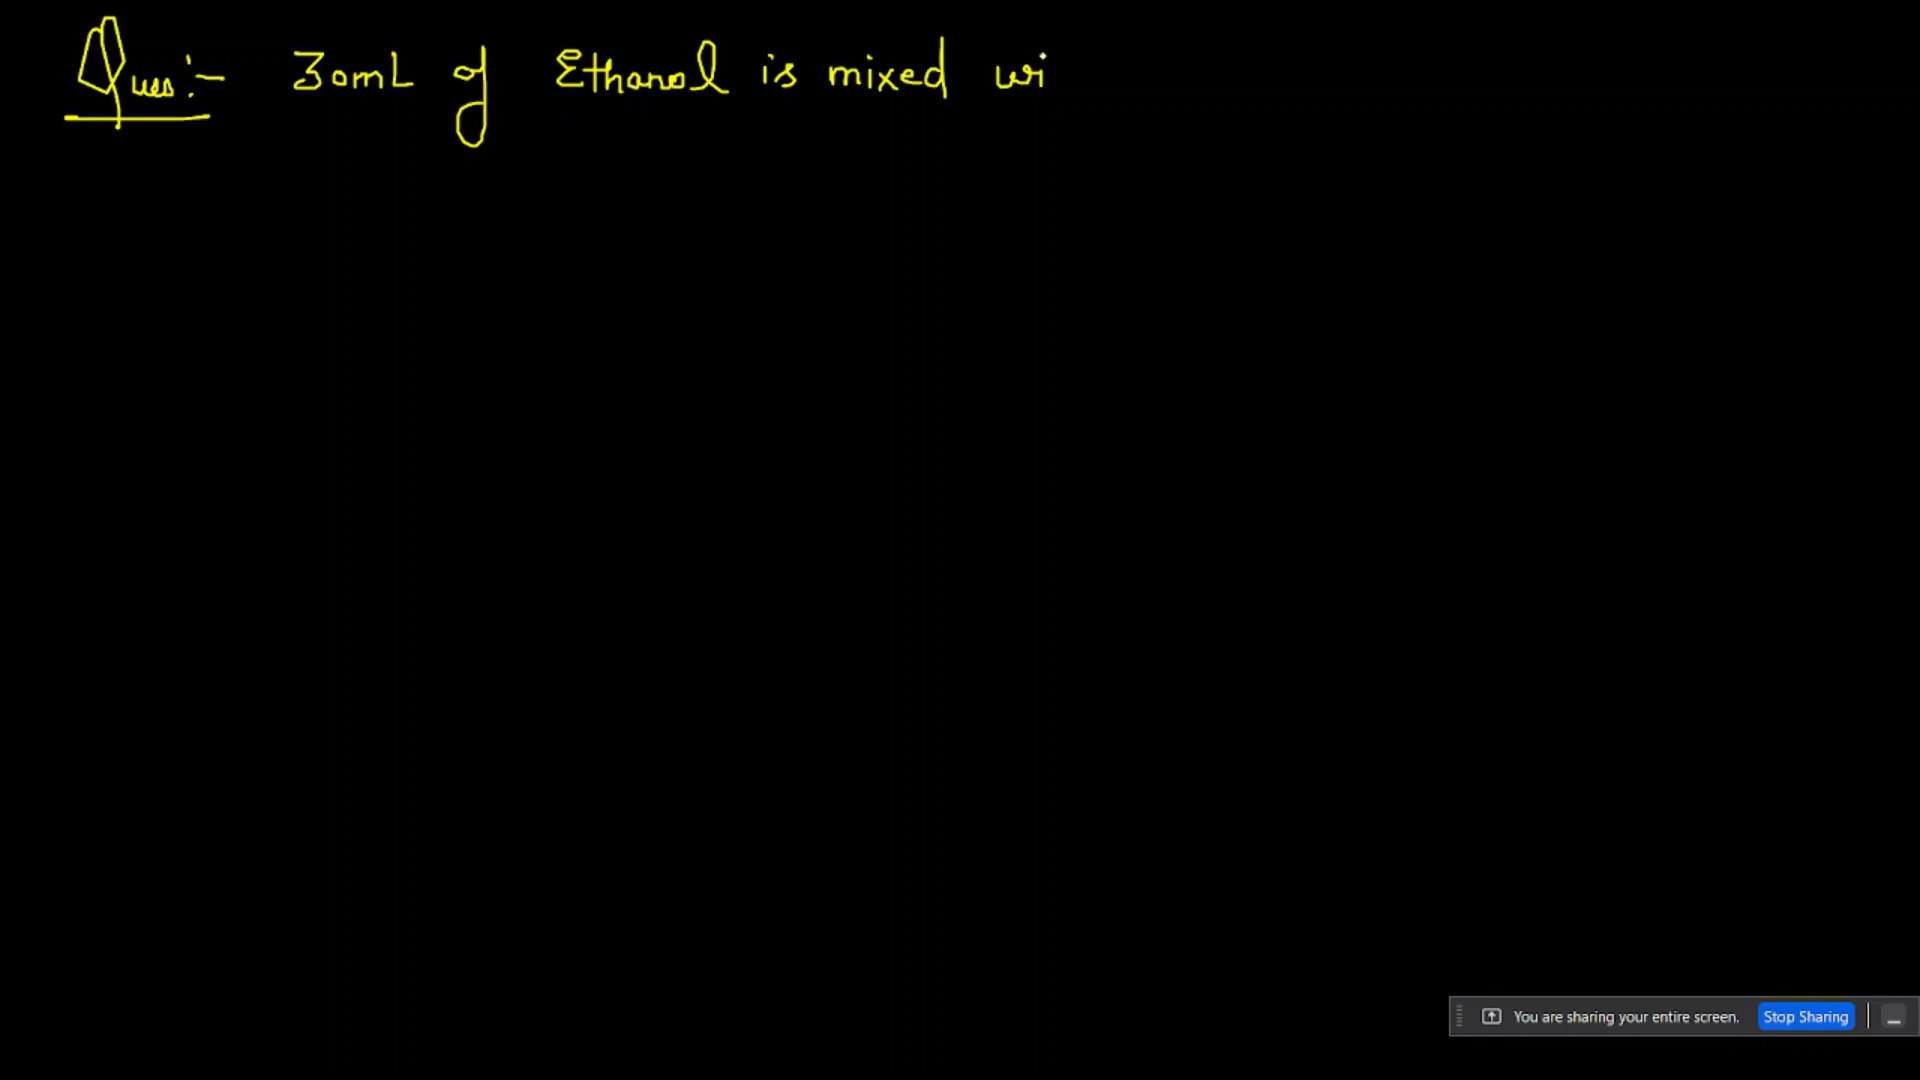 Ques:- 30mL of Ethanol is mixed wi
You are sharing your entire screen. Stop Sharing